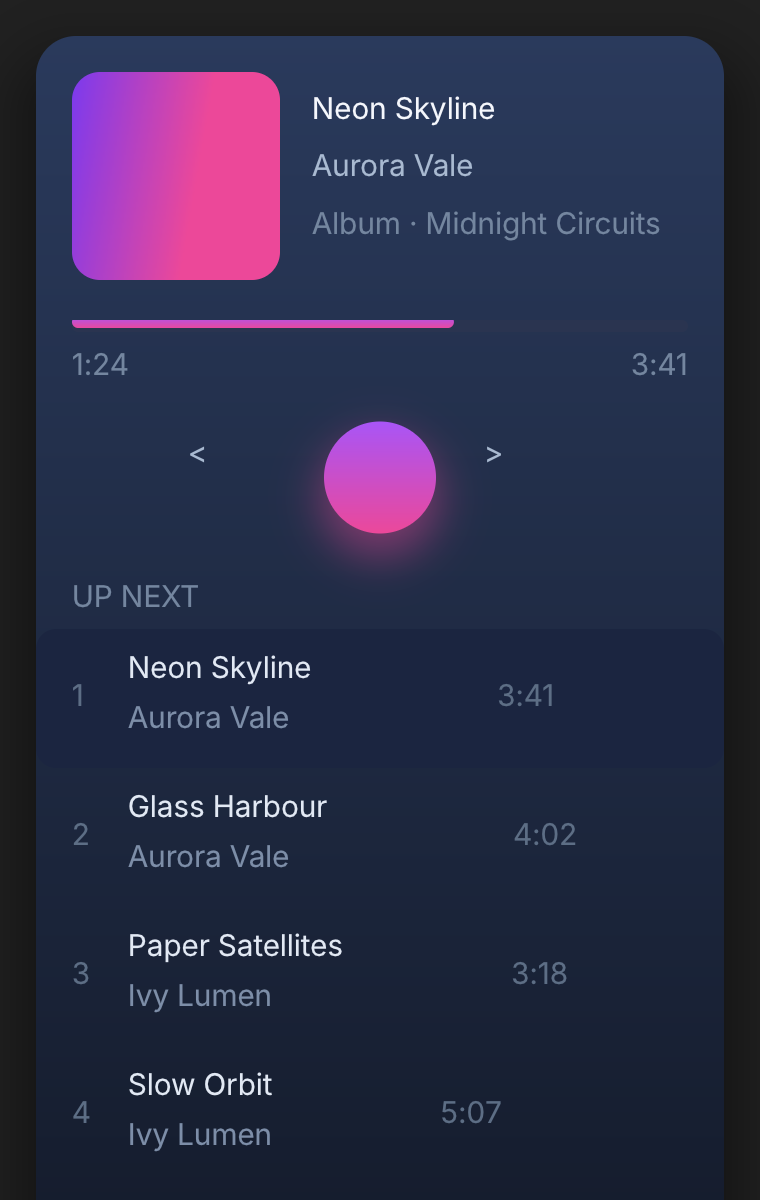 Neon Skyline
Aurora Vale
Album · Midnight Circuits
1:24 3:41
< >
UP NEXT
1 Neon Skyline 3:41
Aurora Vale
2 Glass Harbour 4:02
Aurora Vale
3 Paper Satellites 3:18
Ivy Lumen
4 Slow Orbit 5:07
Ivy Lumen